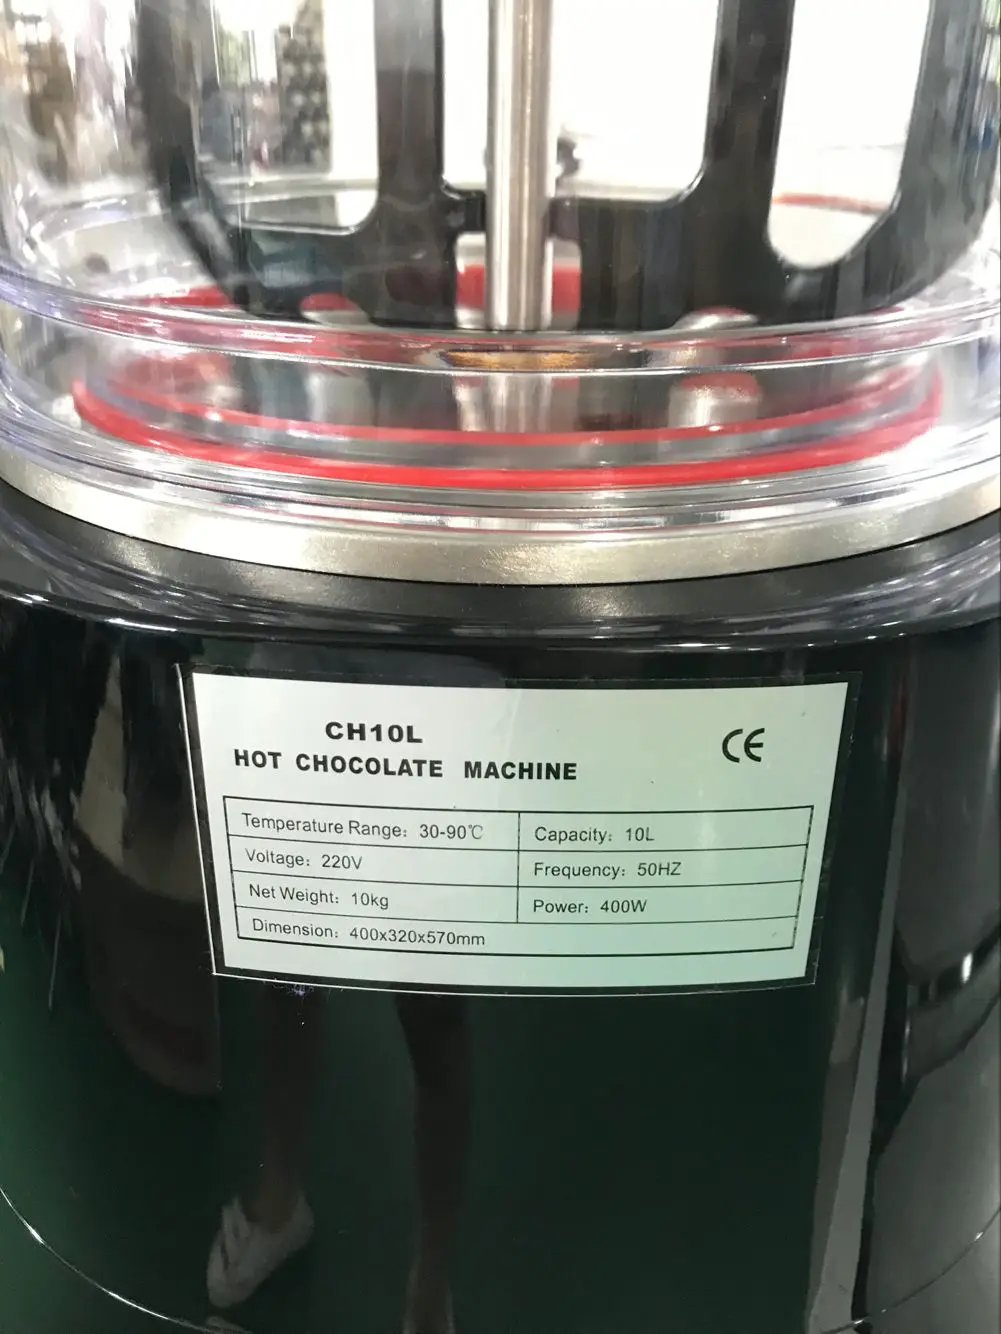 CH10L
CE
HOT CHOCOLATE MACHINE
Temperature Range: 30-90℃ Capacity: 10L
Voltage: 220V Frequency: 50HZ
Net Weight: 10kg Power: 400W
Dimension: 400x320x570mm